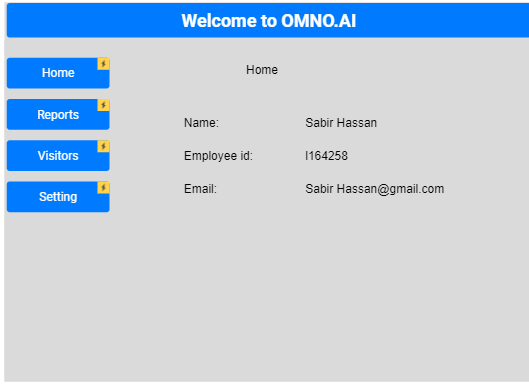 Welcome to OMNO.AI
Home
Home
Reports
Name:
Sabir Hassan
Visitors
Employee id:
I164258
Setting
Email:
Sabir Hassan@gmail.com